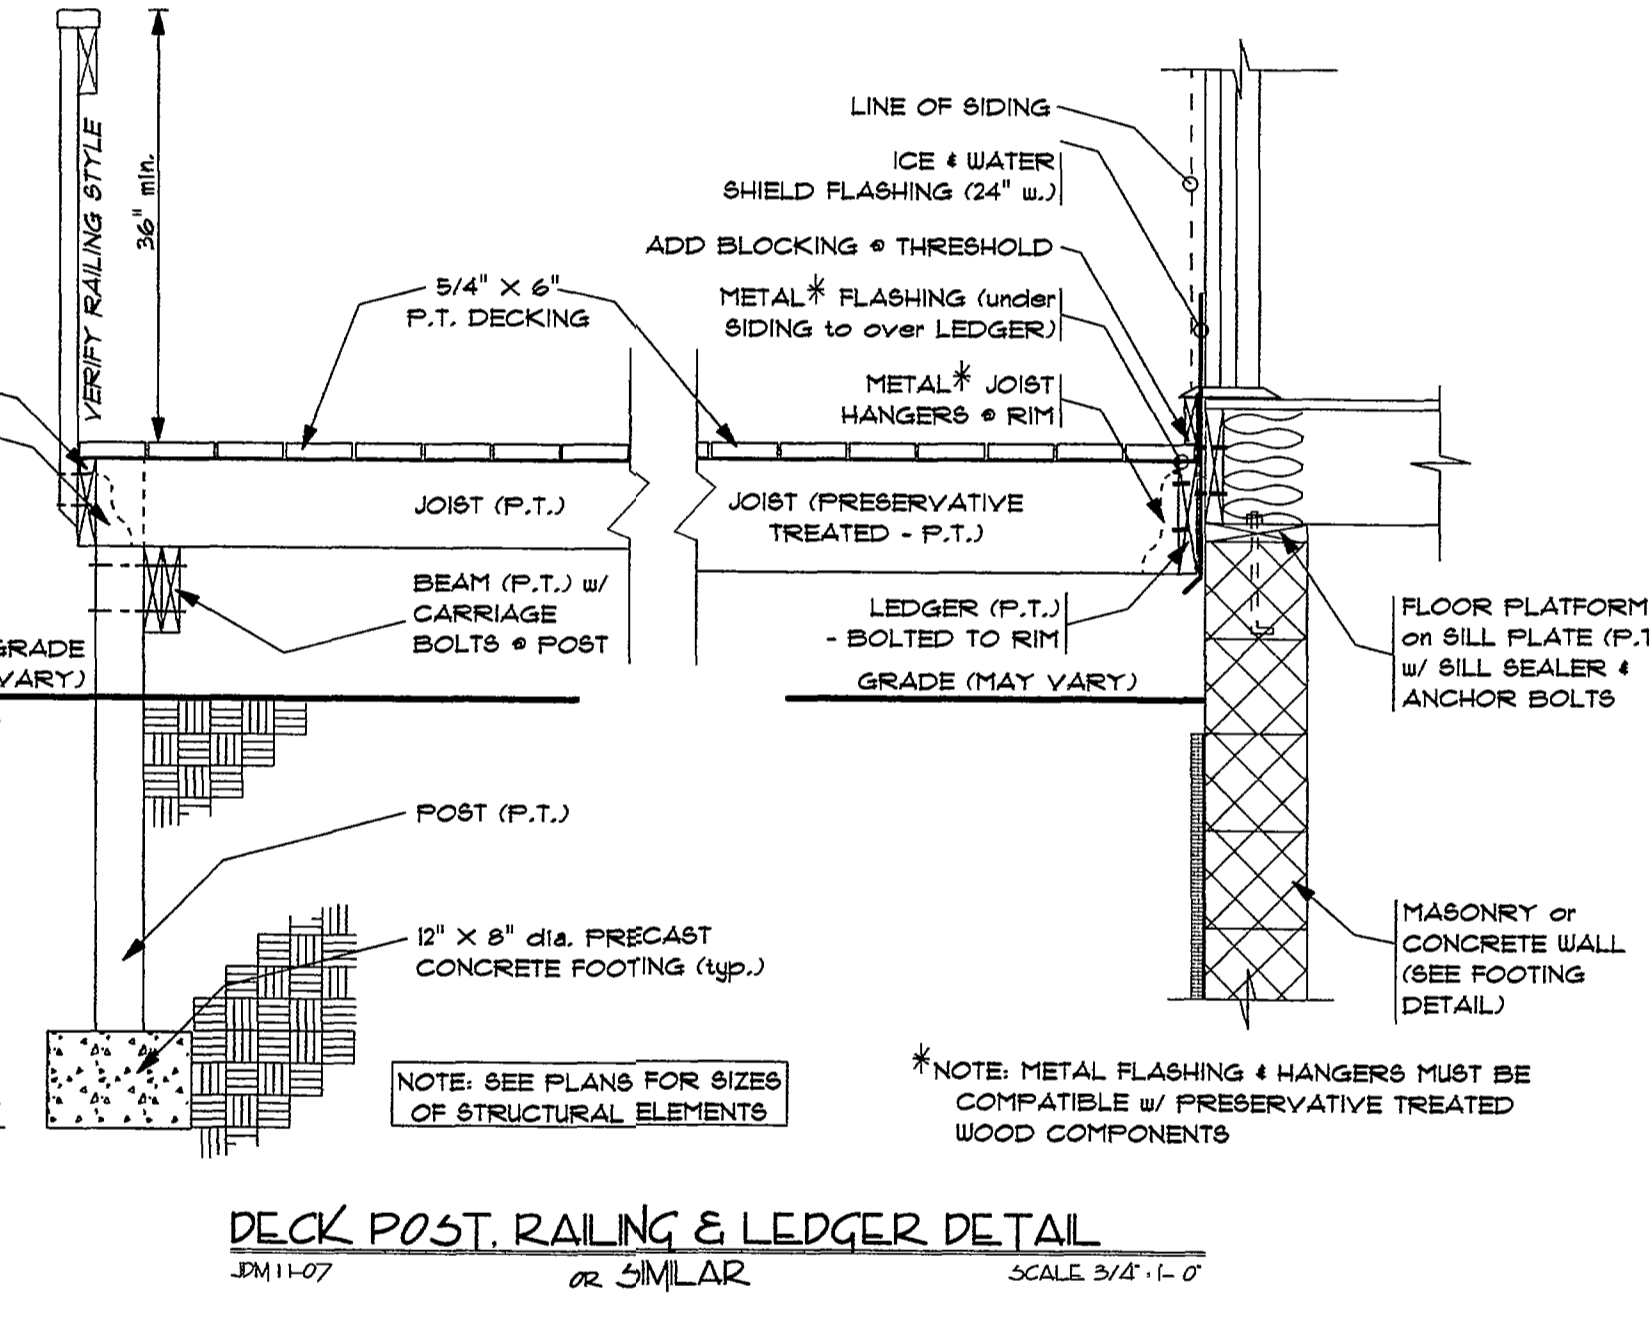 VERIFY RAILING STYLE
36" min.
LINE OF SIDING
ICE & WATER
SHIELD FLASHING (24" w.)
ADD BLOCKING @ THRESHOLD
METAL* FLASHING (under
SIDING to over LEDGER)
METAL* JOIST
HANGERS @ RIM
5/4" X 6"
P.T. DECKING
JOIST (P.T.)
JOIST (PRESERVATIVE
TREATED - P.T.)
BEAM (P.T.) w/
CARRIAGE
BOLTS @ POST
LEDGER (P.T.)
- BOLTED TO RIM
GRADE
VARY)
GRADE (MAY VARY)
FLOOR PLATFORM
on SILL PLATE (P.T
w/ SILL SEALER &
ANCHOR BOLTS
POST (P.T.)
12" X 8" dia. PRECAST
CONCRETE FOOTING (typ.)
MASONRY or
CONCRETE WALL
(SEE FOOTING
DETAIL)
NOTE: SEE PLANS FOR SIZES
OF STRUCTURAL ELEMENTS
*NOTE: METAL FLASHING & HANGERS MUST BE
COMPATIBLE w/ PRESERVATIVE TREATED
WOOD COMPONENTS
DECK POST, RAILING & LEDGER DETAIL
JDM 11-07
OR SIMILAR
SCALE 3/4" : 1'- 0"